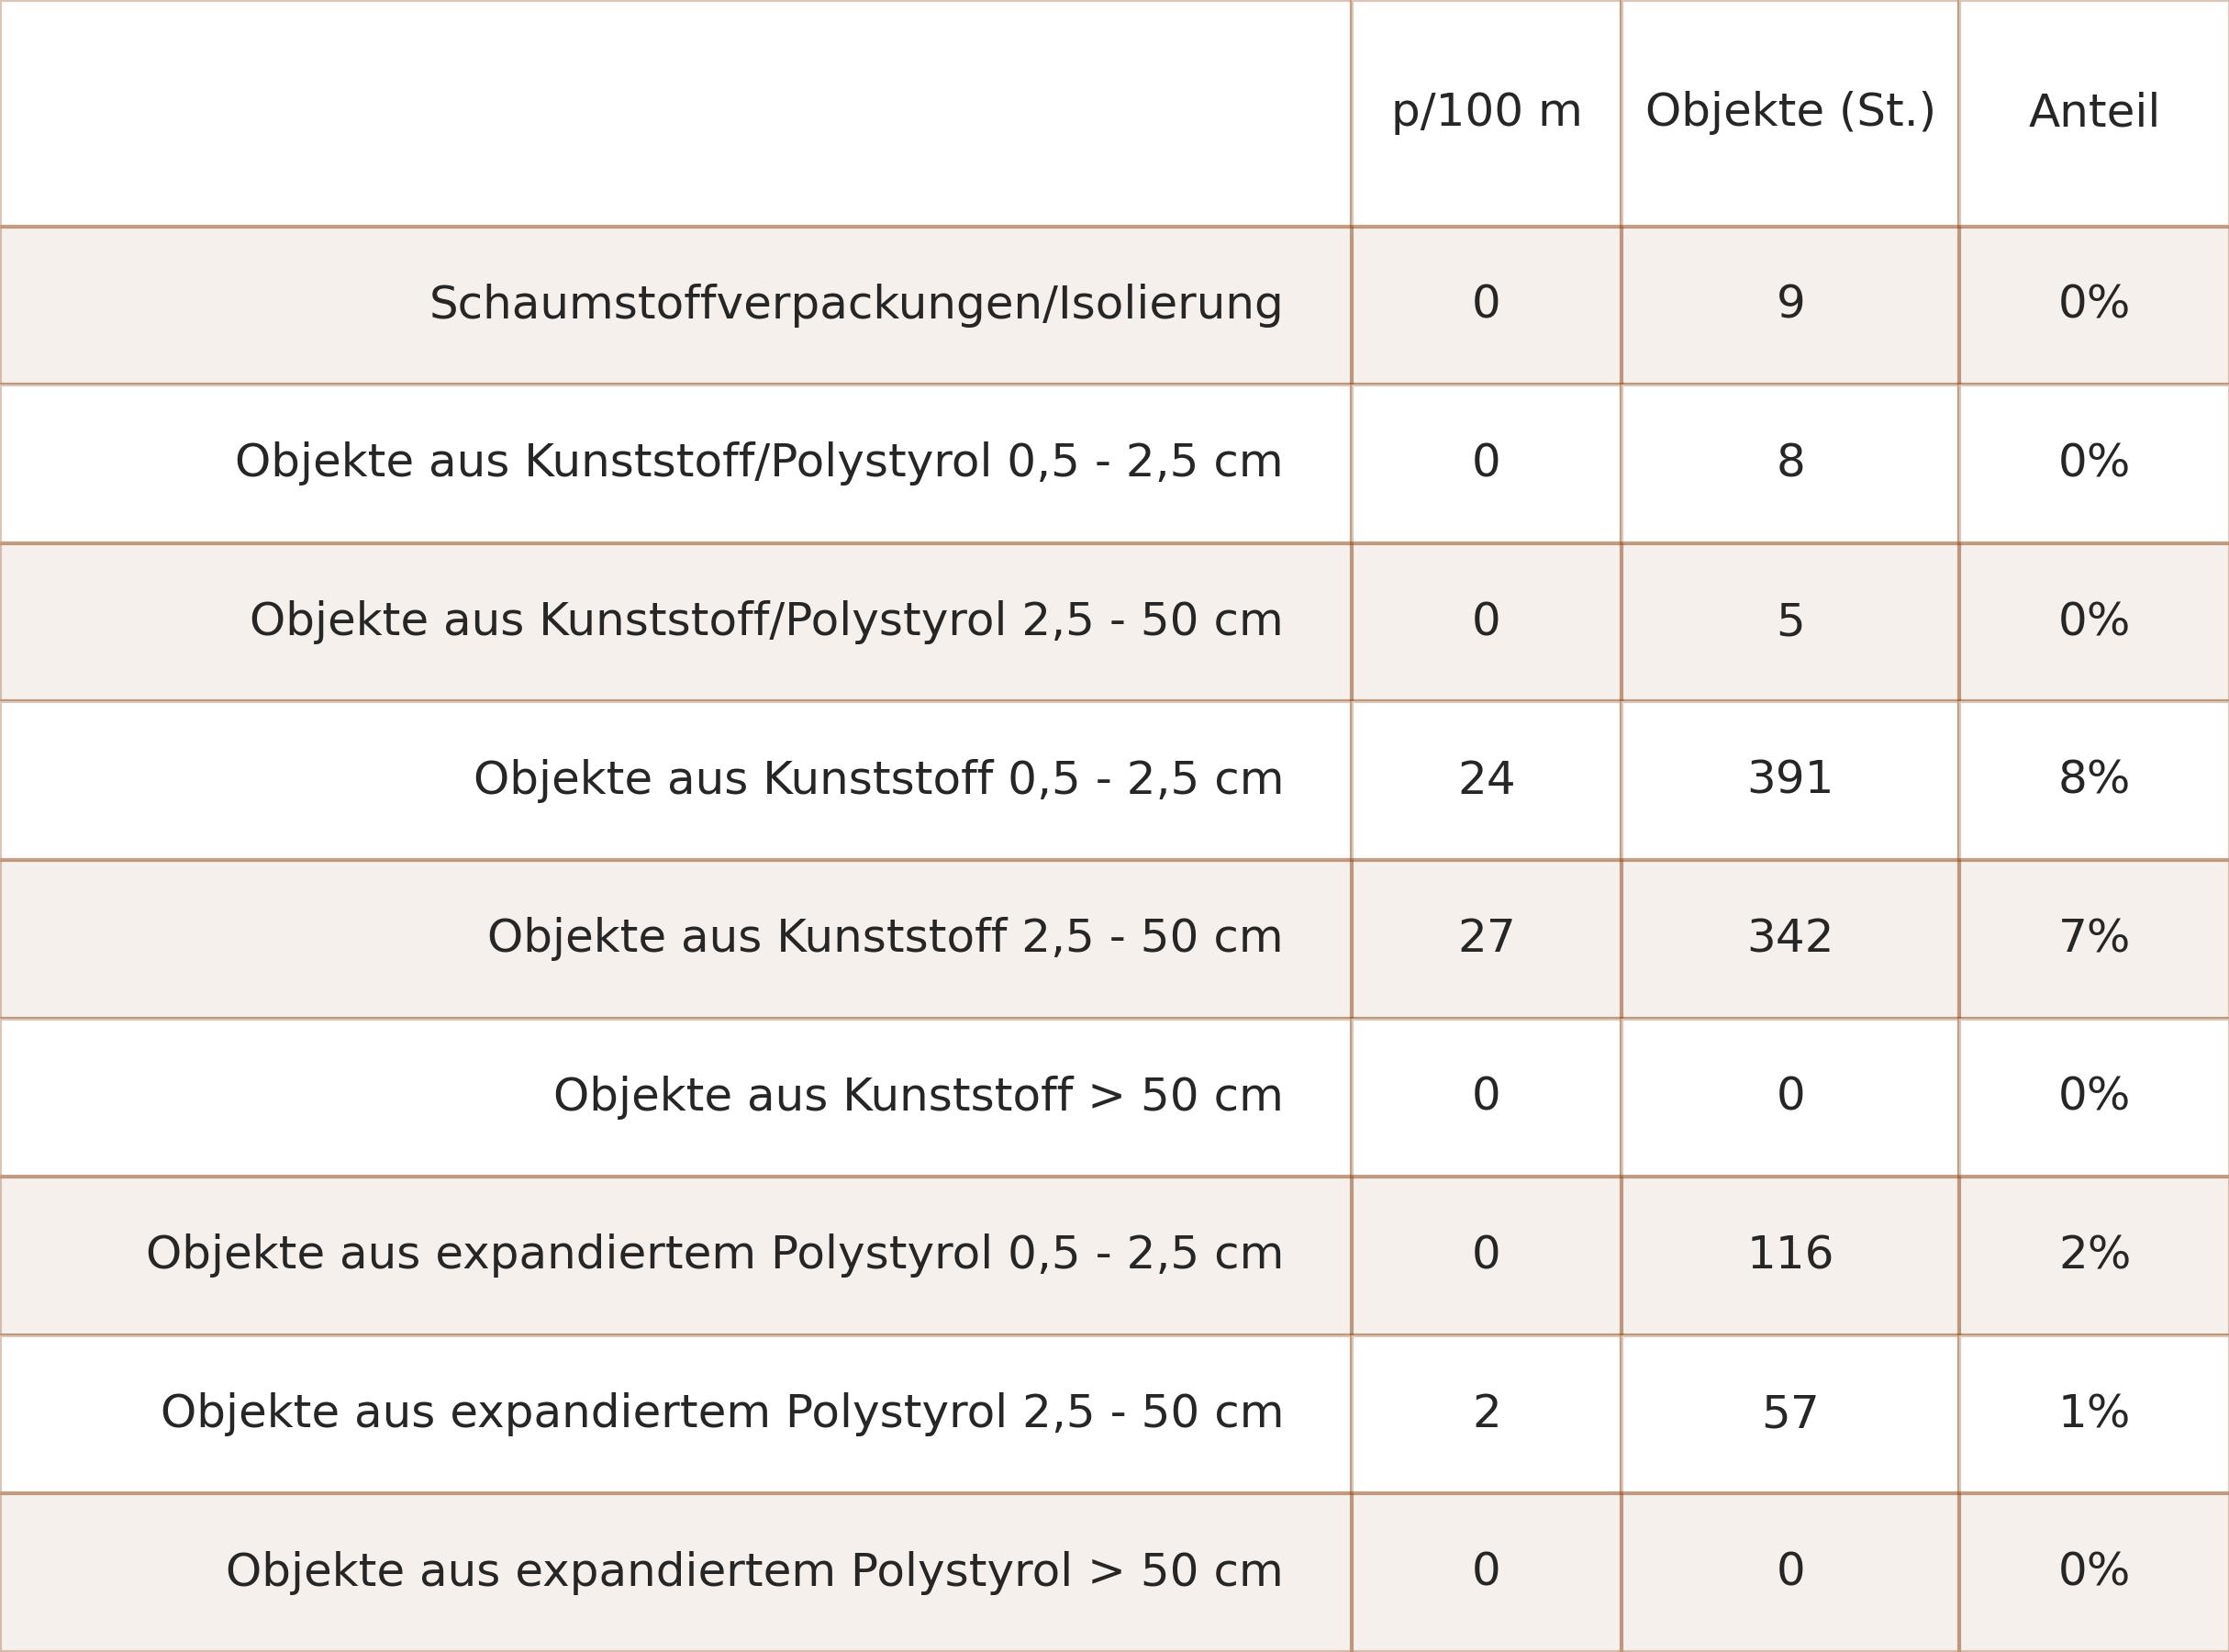 p/100 m Objekte (St.) Anteil
Schaumstoffverpackungen/Isolierung 0 9 0%
Objekte aus Kunststoff/Polystyrol 0,5 - 2,5 cm 0 8 0%
Objekte aus Kunststoff/Polystyrol 2,5 - 50 cm 0 5 0%
Objekte aus Kunststoff 0,5 - 2,5 cm 24 391 8%
Objekte aus Kunststoff 2,5 - 50 cm 27 342 7%
Objekte aus Kunststoff > 50 cm 0 0 0%
Objekte aus expandiertem Polystyrol 0,5 - 2,5 cm 0 116 2%
Objekte aus expandiertem Polystyrol 2,5 - 50 cm 2 57 1%
Objekte aus expandiertem Polystyrol > 50 cm 0 0 0%